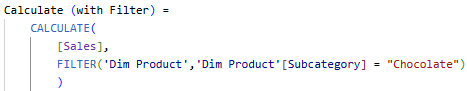 Calculate (with Filter) =
CALCULATE(
[Sales],
FILTER('Dim Product','Dim Product'[Subcategory] = "Chocolate")
)